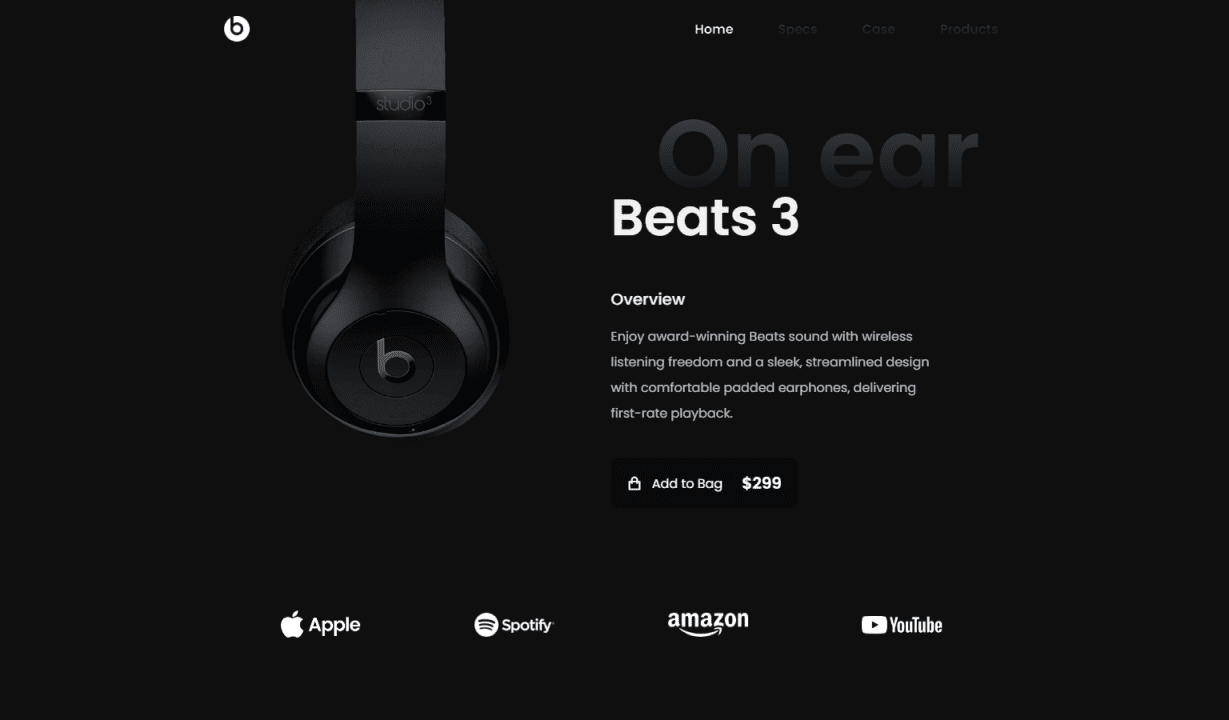 Home Specs Case Products
studio3
On ear
Beats 3
Overview
Enjoy award-winning Beats sound with wireless
listening freedom and a sleek, streamlined design
with comfortable padded earphones, delivering
first-rate playback.
Add to Bag $299
Apple Spotify amazon YouTube